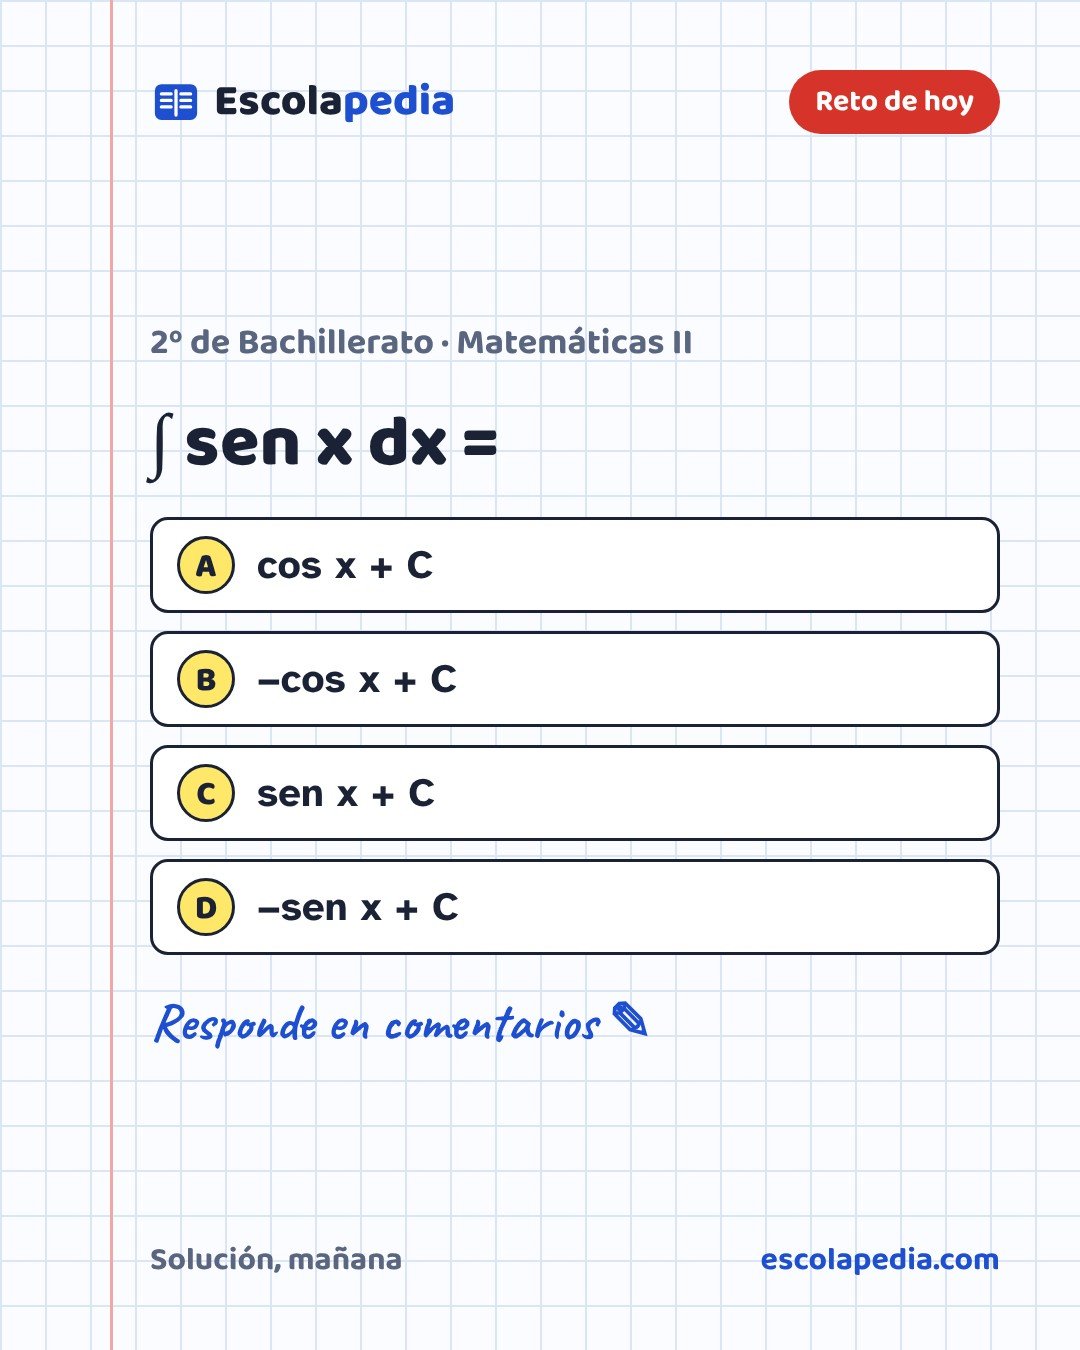 Escolapedia
Reto de hoy
2º de Bachillerato · Matemáticas II
∫ sen x dx =
A cos x + C
B –cos x + C
C sen x + C
D –sen x + C
Responde en comentarios ✎
Solución, mañana
escolapedia.com